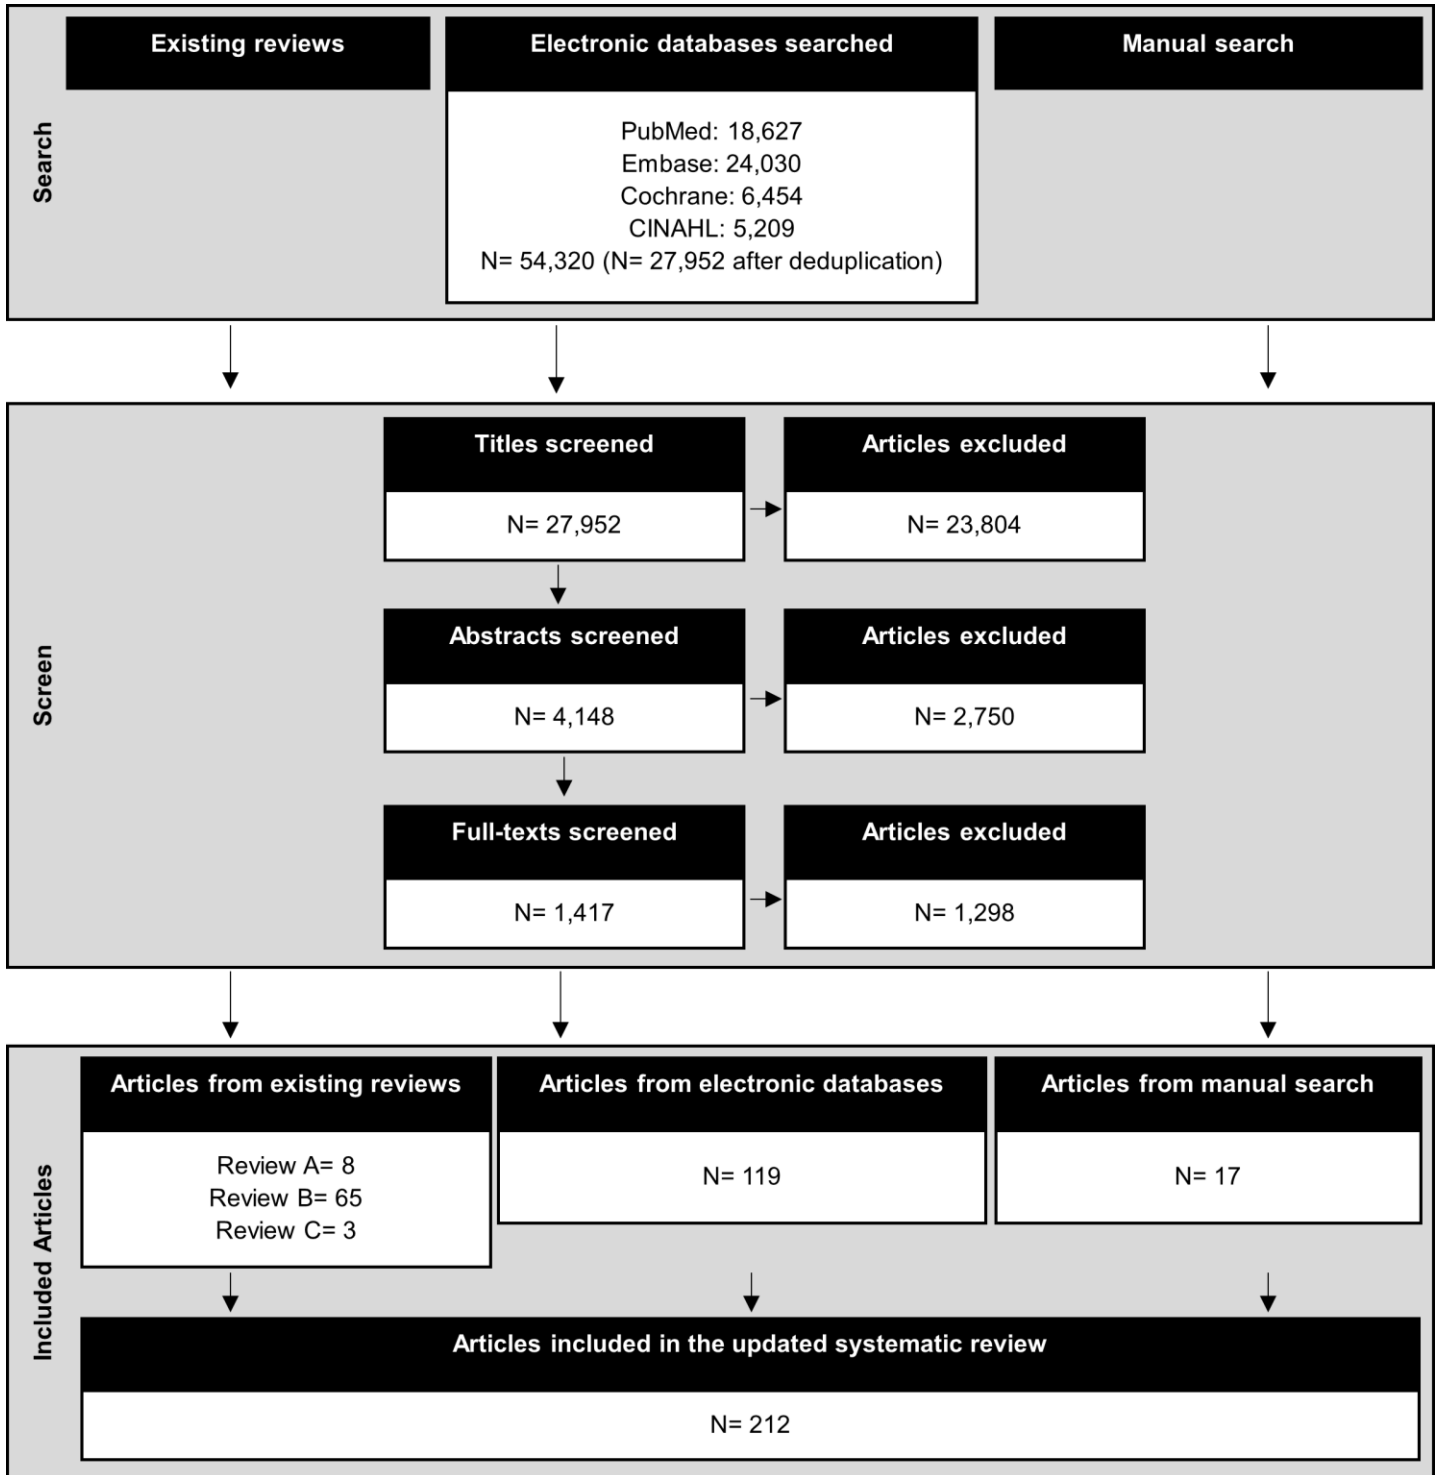 Search
Existing reviews
Electronic databases searched
PubMed: 18,627
Embase: 24,030
Cochrane: 6,454
CINAHL: 5,209
N= 54,320 (N= 27,952 after deduplication)
Manual search
Screen
Titles screened
N= 27,952
Articles excluded
N= 23,804
Abstracts screened
N= 4,148
Articles excluded
N= 2,750
Full-texts screened
N= 1,417
Articles excluded
N= 1,298
Included Articles
Articles from existing reviews
Review A= 8
Review B= 65
Review C= 3
Articles from electronic databases
N= 119
Articles from manual search
N= 17
Articles included in the updated systematic review
N= 212